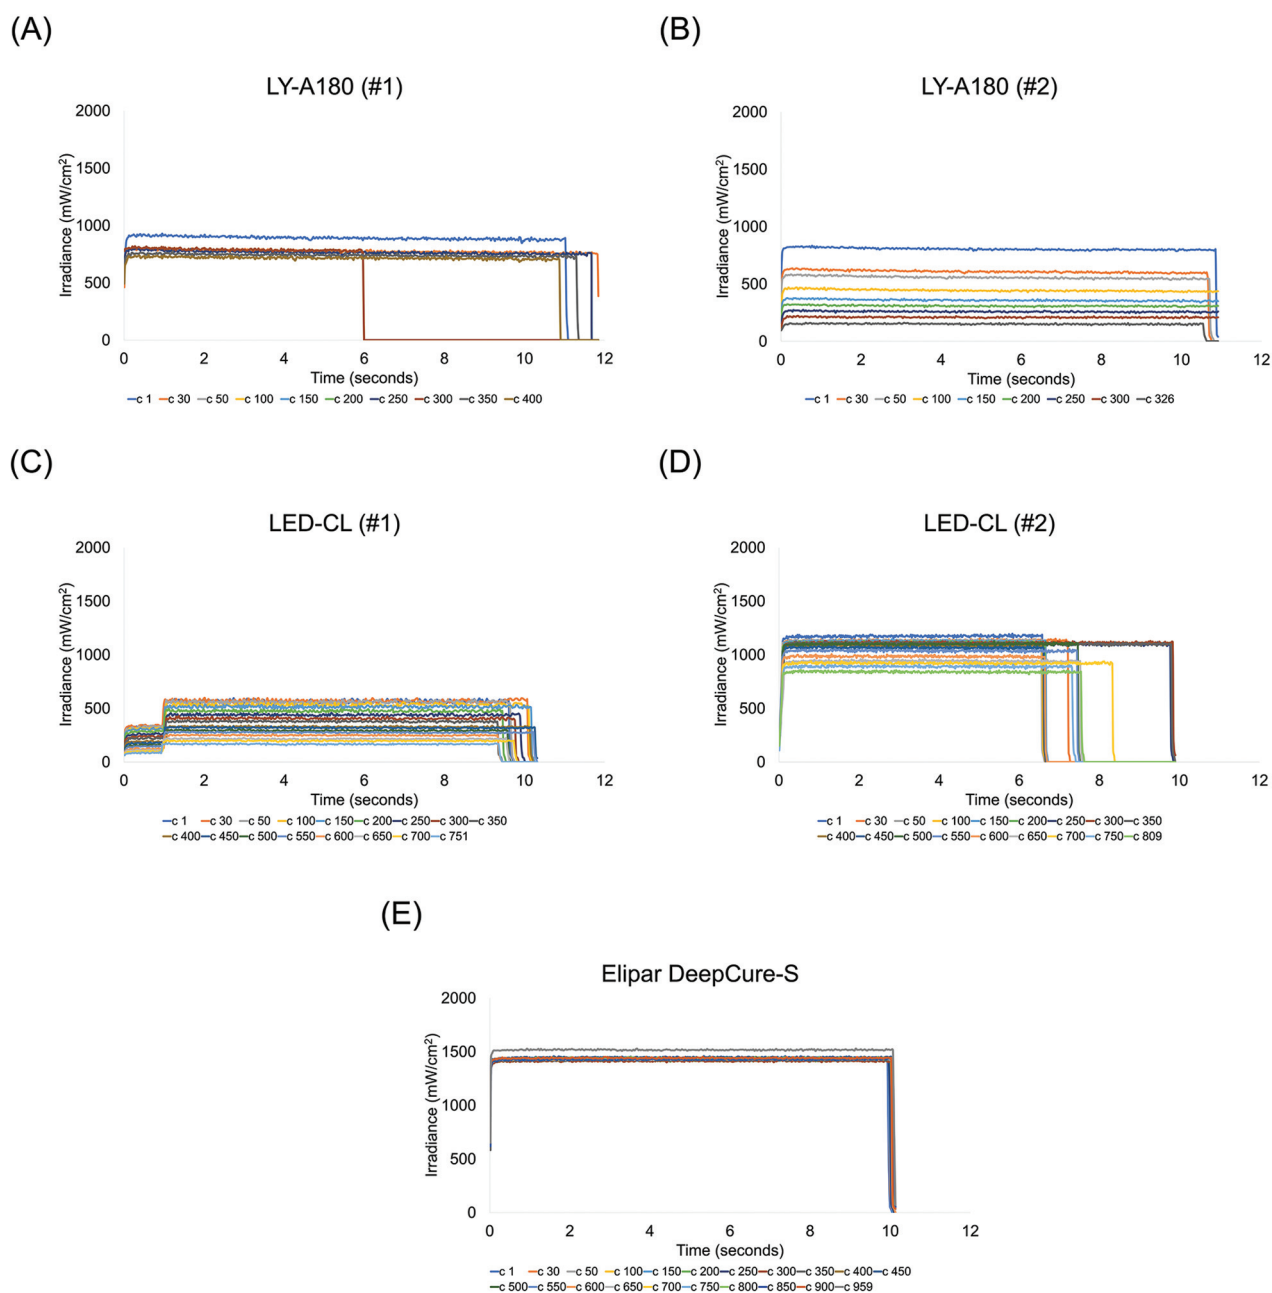 (A)
LY-A180 (#1)
Irradiance (mW/cm²)
2000
1500
1000
500
0
0 2 4 6 8 10 12
Time (seconds)
c 1 c 30 c 50 c 100 c 150 c 200 c 250 c 300 c 350 c 400
(B)
LY-A180 (#2)
Irradiance (mW/cm²)
2000
1500
1000
500
0
0 2 4 6 8 10 12
Time (seconds)
c 1 c 30 c 50 c 100 c 150 c 200 c 250 c 300 c 326
(C)
LED-CL (#1)
Irradiance (mW/cm²)
2000
1500
1000
500
0
0 2 4 6 8 10 12
Time (seconds)
c 1 c 30 c 50 c 100 c 150 c 200 c 250 c 300 c 350
c 400 c 450 c 500 c 550 c 600 c 650 c 700 c 751
(D)
LED-CL (#2)
Irradiance (mW/cm²)
2000
1500
1000
500
0
0 2 4 6 8 10 12
Time (seconds)
c 1 c 30 c 50 c 100 c 150 c 200 c 250 c 300 c 350
c 400 c 450 c 500 c 550 c 600 c 650 c 700 c 750 c 809
(E)
Elipar DeepCure-S
Irradiance (mW/cm²)
2000
1500
1000
500
0
0 2 4 6 8 10 12
Time (seconds)
c 1 c 30 c 50 c 100 c 150 c 200 c 250 c 300 c 350 c 400 c 450
c 500 c 550 c 600 c 650 c 700 c 750 c 800 c 850 c 900 c 959